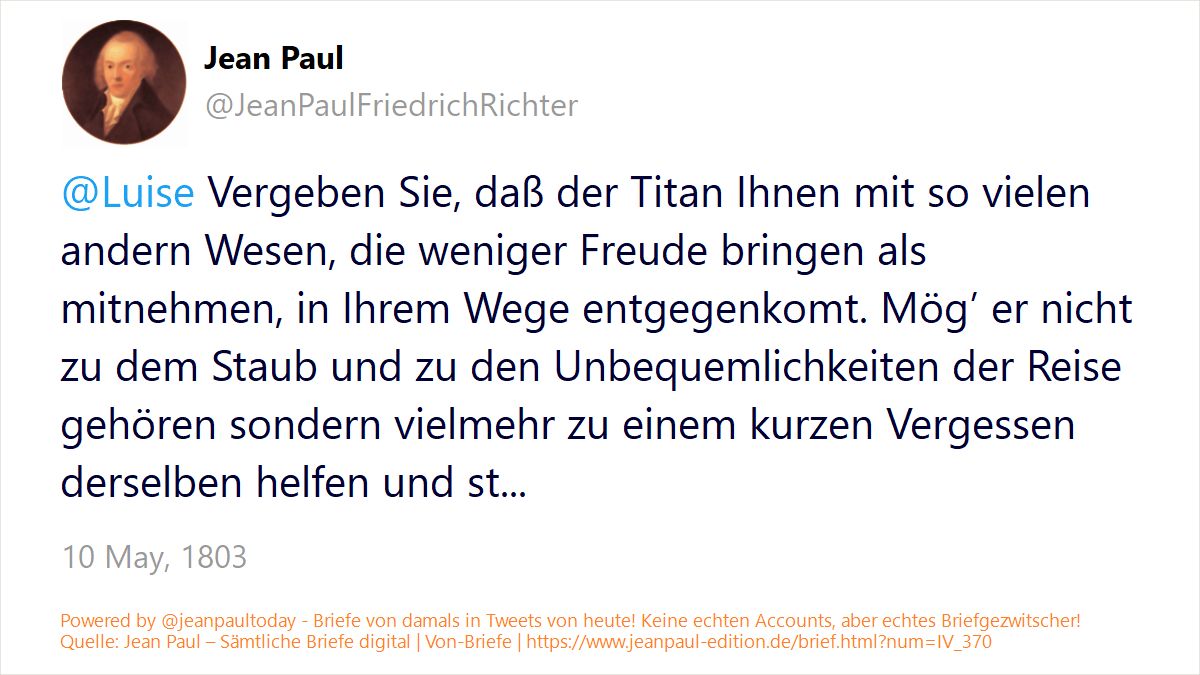 Jean Paul
@JeanPaulFriedrichRichter
@Luise Vergeben Sie, daß der Titan Ihnen mit so vielen
andern Wesen, die weniger Freude bringen als
mitnehmen, in Ihrem Wege entgegenkomt. Mög’ er nicht
zu dem Staub und zu den Unbequemlichkeiten der Reise
gehören sondern vielmehr zu einem kurzen Vergessen
derselben helfen und st...
10 May, 1803
Powered by @jeanpaultoday - Briefe von damals in Tweets von heute! Keine echten Accounts, aber echtes Briefgezwitscher!
Quelle: Jean Paul – Sämtliche Briefe digital | Von-Briefe | https://www.jeanpaul-edition.de/brief.html?num=IV_370